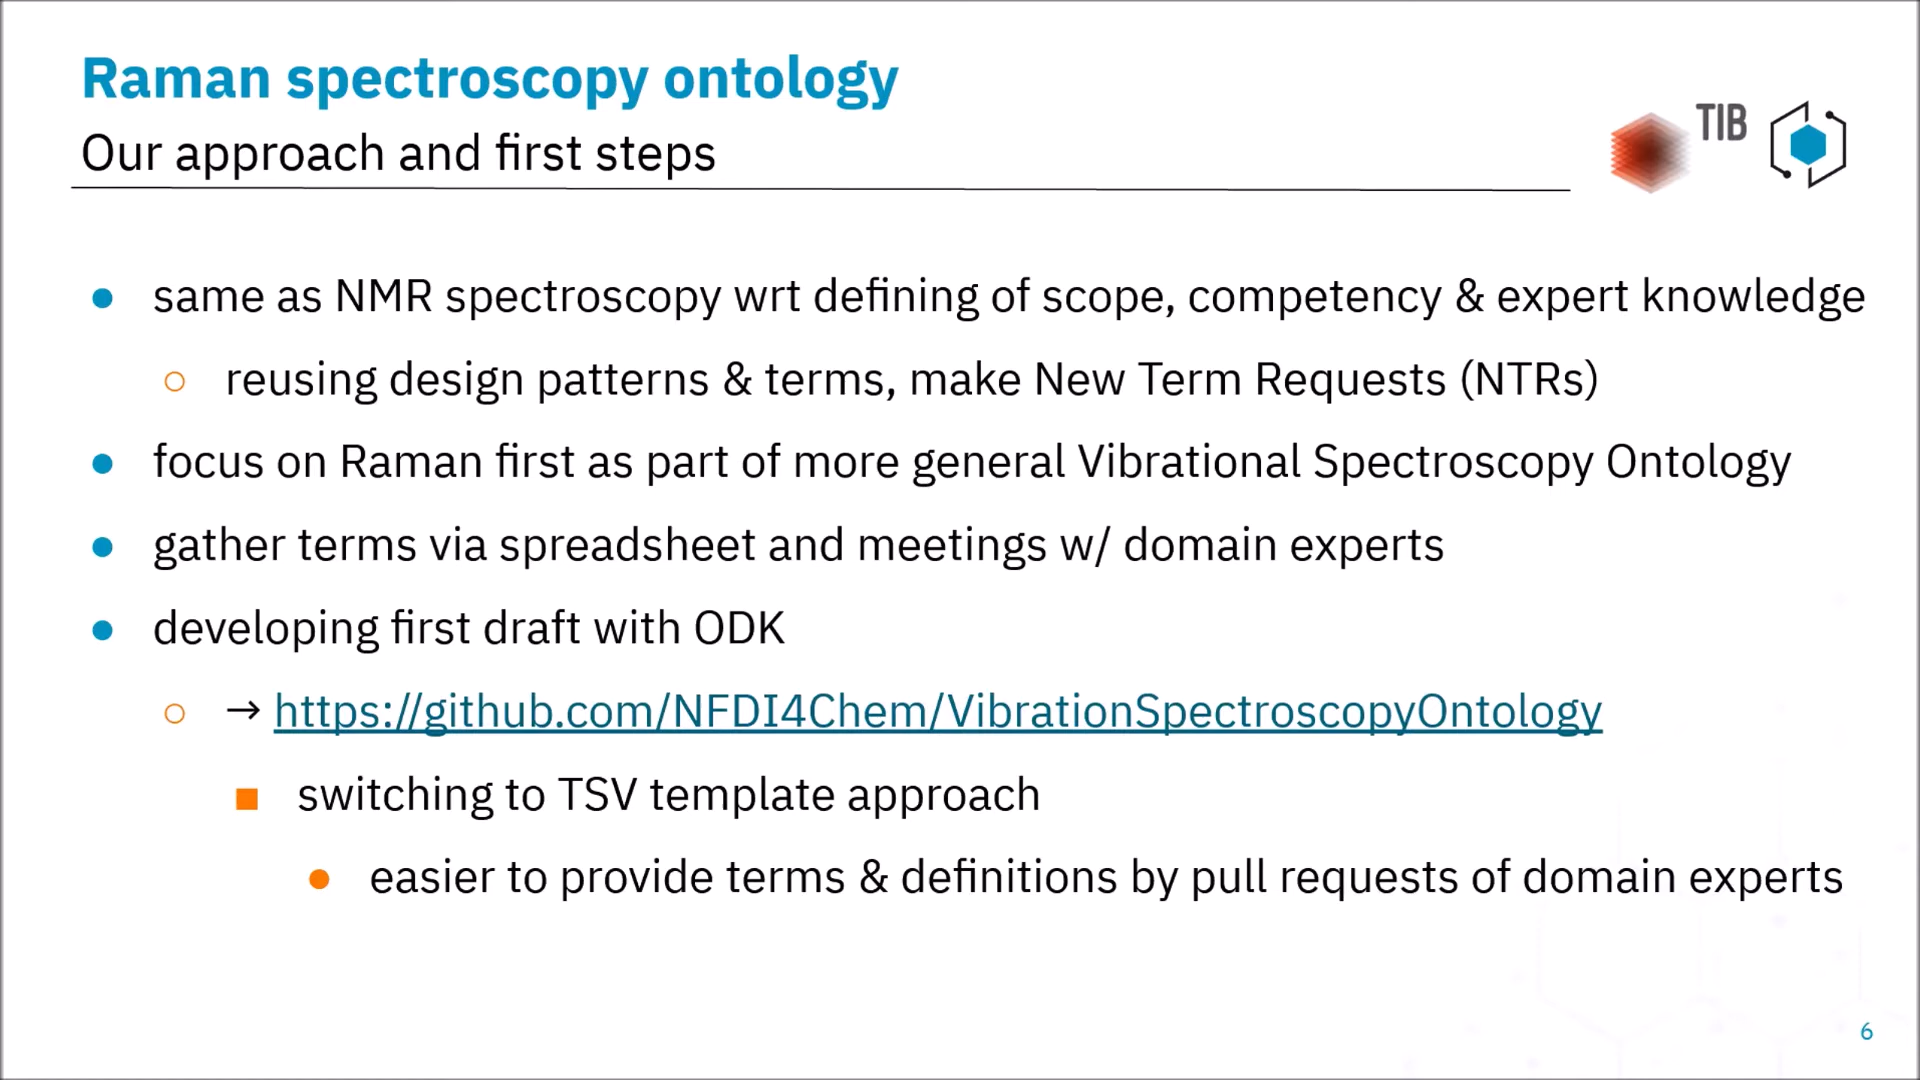 Raman spectroscopy ontology
Our approach and first steps
TIB
● same as NMR spectroscopy wrt defining of scope, competency & expert knowledge
○ reusing design patterns & terms, make New Term Requests (NTRs)
● focus on Raman first as part of more general Vibrational Spectroscopy Ontology
● gather terms via spreadsheet and meetings w/ domain experts
● developing first draft with ODK
○ → https://github.com/NFDI4Chem/VibrationSpectroscopyOntology
■ switching to TSV template approach
● easier to provide terms & definitions by pull requests of domain experts
6